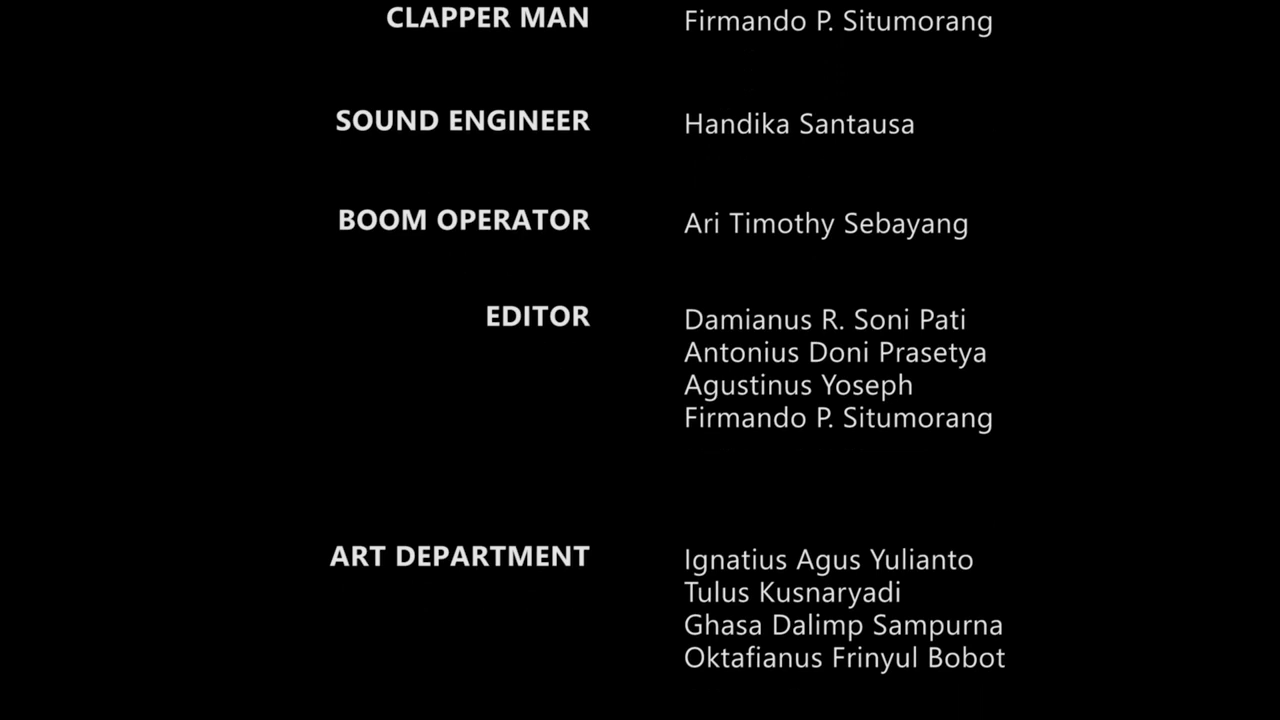 CLAPPER MAN Firmando P. Situmorang
SOUND ENGINEER Handika Santausa
BOOM OPERATOR Ari Timothy Sebayang
EDITOR Damianus R. Soni Pati
Antonius Doni Prasetya
Agustinus Yoseph
Firmando P. Situmorang
ART DEPARTMENT Ignatius Agus Yulianto
Tulus Kusnaryadi
Ghasa Dalimp Sampurna
Oktafianus Frinyul Bobot